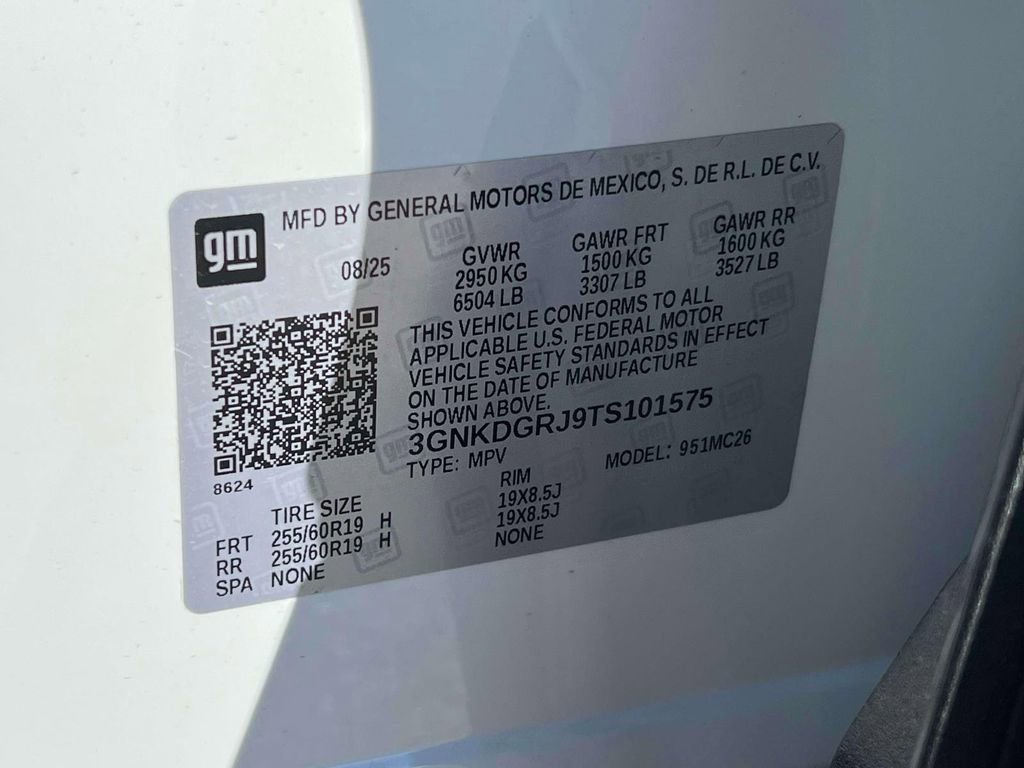 gm
MFD BY GENERAL MOTORS DE MEXICO, S. DE R.L. DE C.V.
08/25
GVWR
2950 KG
6504 LB
GAWR FRT
1500 KG
3307 LB
GAWR RR
1600 KG
3527 LB
THIS VEHICLE CONFORMS TO ALL
APPLICABLE U.S. FEDERAL MOTOR
VEHICLE SAFETY STANDARDS IN EFFECT
ON THE DATE OF MANUFACTURE
SHOWN ABOVE.
3GNKDGRJ9TS101575
TYPE: MPV MODEL: 951MC26
8624
TIRE SIZE RIM
FRT 255/60R19 H 19X8.5J
RR 255/60R19 H 19X8.5J
SPA NONE NONE